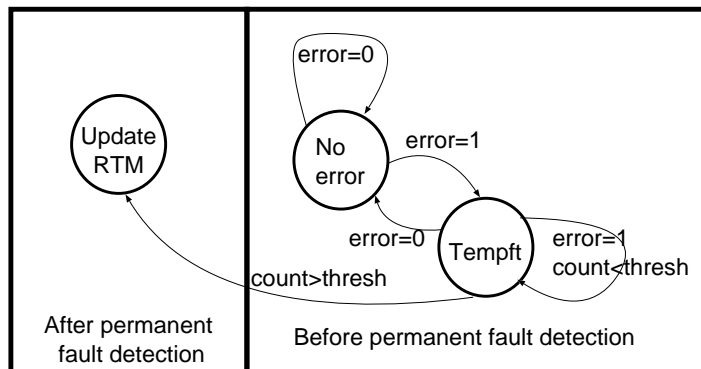 error=0
Update
RTM
No
error
error=1
error=0
Tempft
error=1
count<thresh
count>thresh
After permanent
fault detection
Before permanent fault detection